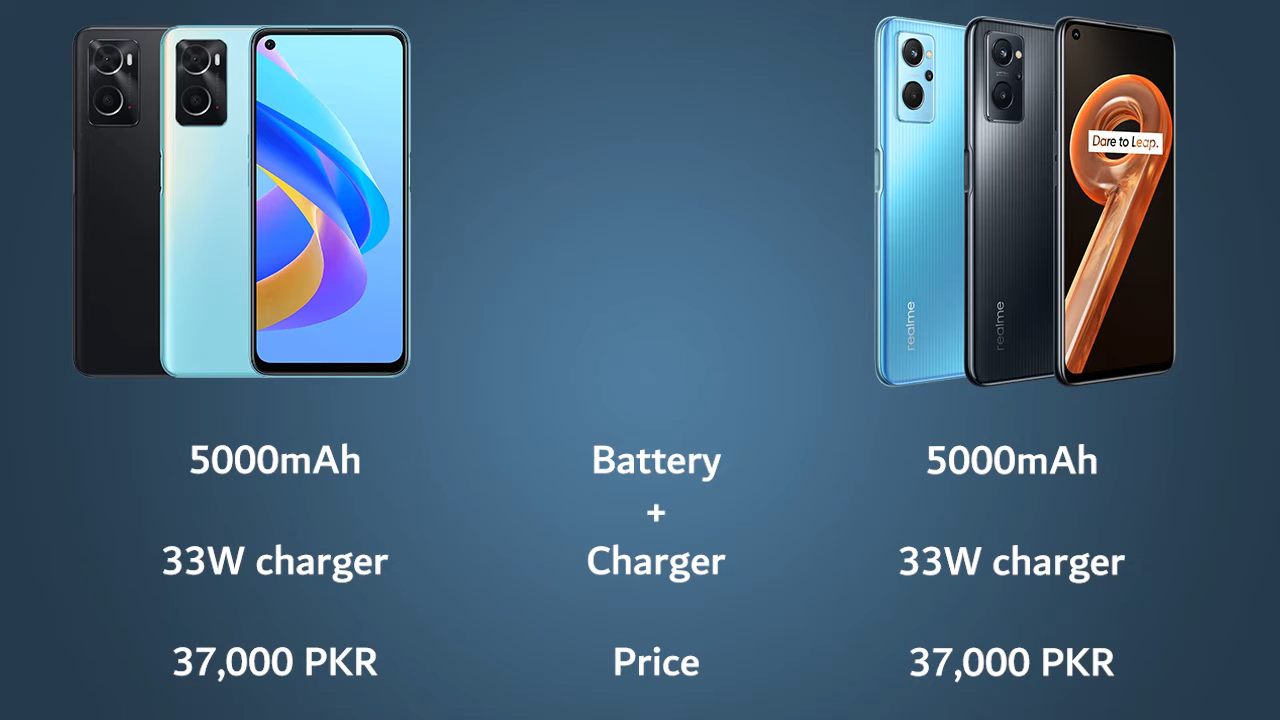 Dare to Leap.
realme
realme
5000mAh Battery 5000mAh
+
33W charger Charger 33W charger
37,000 PKR Price 37,000 PKR